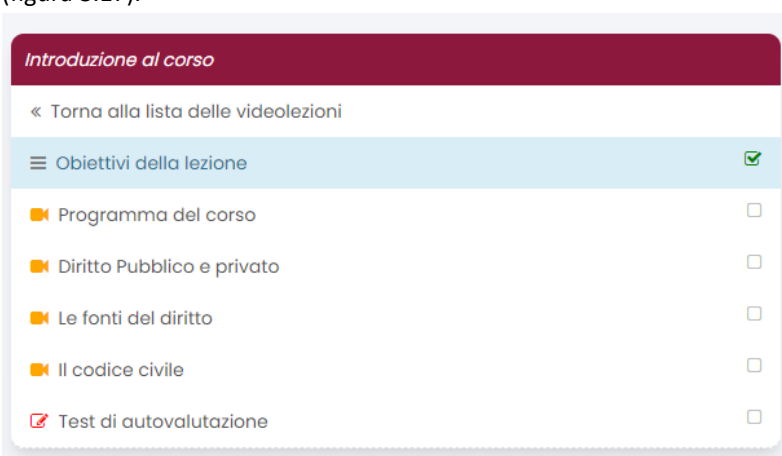 Introduzione al corso
« Torna alla lista delle videolezioni
Obiettivi della lezione
Programma del corso
Diritto Pubblico e privato
Le fonti del diritto
Il codice civile
Test di autovalutazione